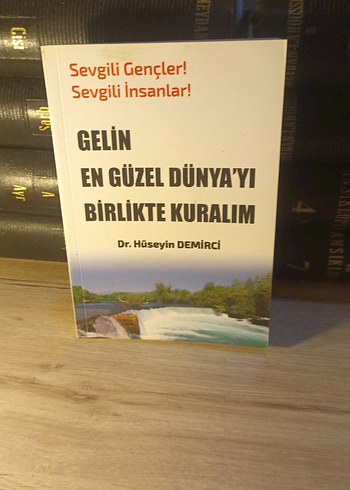 Sevgili Gençler!
Sevgili İnsanlar!
GELİN
EN GÜZEL DÜNYA'YI
BİRLİKTE KURALIM
Dr. Hüseyin DEMİRCİ